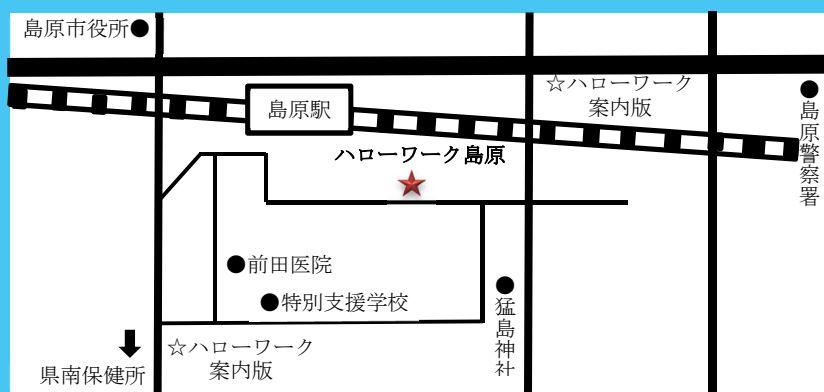 島原市役所●
☆ハローワーク
案内版
●島原警察署
島原駅
ハローワーク島原
●前田医院
●特別支援学校
●猛島神社
☆ハローワーク
案内版
県南保健所